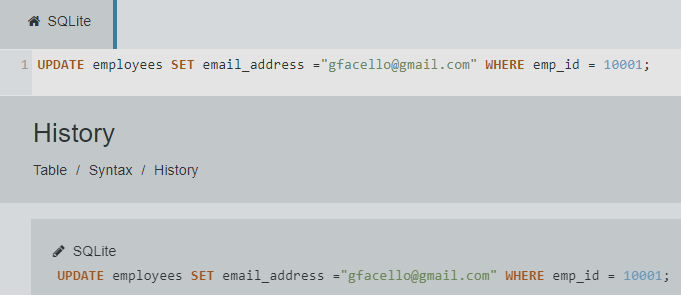 SQLite
1 UPDATE employees SET email_address ="gfacello@gmail.com" WHERE emp_id = 10001;
History
Table / Syntax / History
SQLite
UPDATE employees SET email_address ="gfacello@gmail.com" WHERE emp_id = 10001;